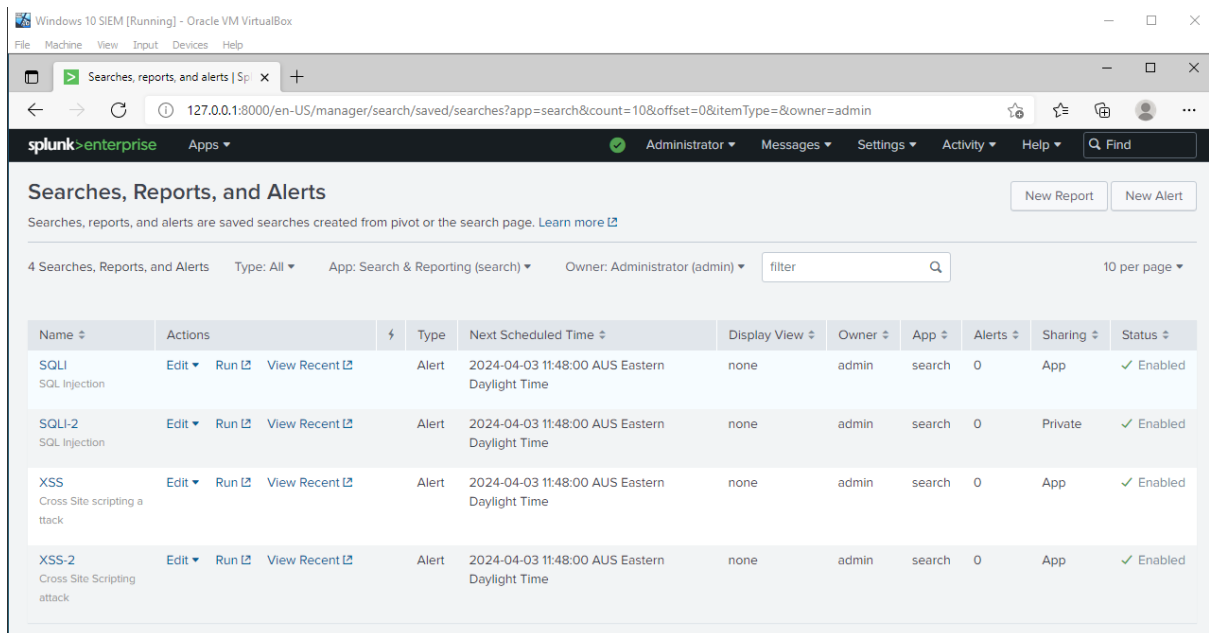 Windows 10 SIEM [Running] - Oracle VM VirtualBox
File Machine View Input Devices Help
Searches, reports, and alerts | Spl
127.0.0.1:8000/en-US/manager/search/saved/searches?app=search&count=10&offset=0&itemType=&owner=admin
splunk>enterprise Apps Administrator Messages Settings Activity Help Find
Searches, Reports, and Alerts
New Report New Alert
Searches, reports, and alerts are saved searches created from pivot or the search page. Learn more
4 Searches, Reports, and Alerts Type: All App: Search & Reporting (search) Owner: Administrator (admin) filter 10 per page
Name Actions Type Next Scheduled Time Display View Owner App Alerts Sharing Status
SQLI Edit Run View Recent Alert 2024-04-03 11:48:00 AUS Eastern none admin search 0 App Enabled
SQL Injection Daylight Time
SQLI-2 Edit Run View Recent Alert 2024-04-03 11:48:00 AUS Eastern none admin search 0 Private Enabled
SQL Injection Daylight Time
XSS Edit Run View Recent Alert 2024-04-03 11:48:00 AUS Eastern none admin search 0 App Enabled
Cross Site scripting a Daylight Time
ttack
XSS-2 Edit Run View Recent Alert 2024-04-03 11:48:00 AUS Eastern none admin search 0 App Enabled
Cross Site Scripting Daylight Time
attack